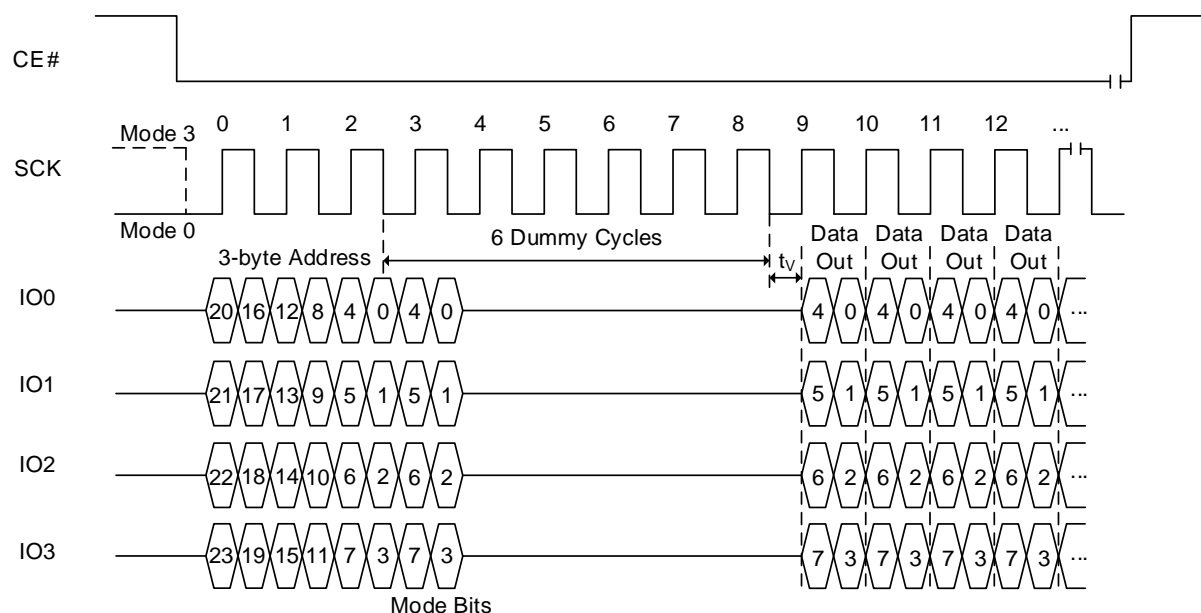 CE#
0 1 2 3 4 5 6 7 8 9 10 11 12 ...
Mode 3
SCK
Mode 0
6 Dummy Cycles
Data Data Data Data
3-byte Address
tV
Out Out Out Out
IO0
20 16 12 8 4 0 4 0 4 0 4 0 4 0 4 0 ...
IO1
21 17 13 9 5 1 5 1 5 1 5 1 5 1 5 1 ...
IO2
22 18 14 10 6 2 6 2 6 2 6 2 6 2 6 2 ...
IO3
23 19 15 11 7 3 7 3 7 3 7 3 7 3 7 3 ...
Mode Bits